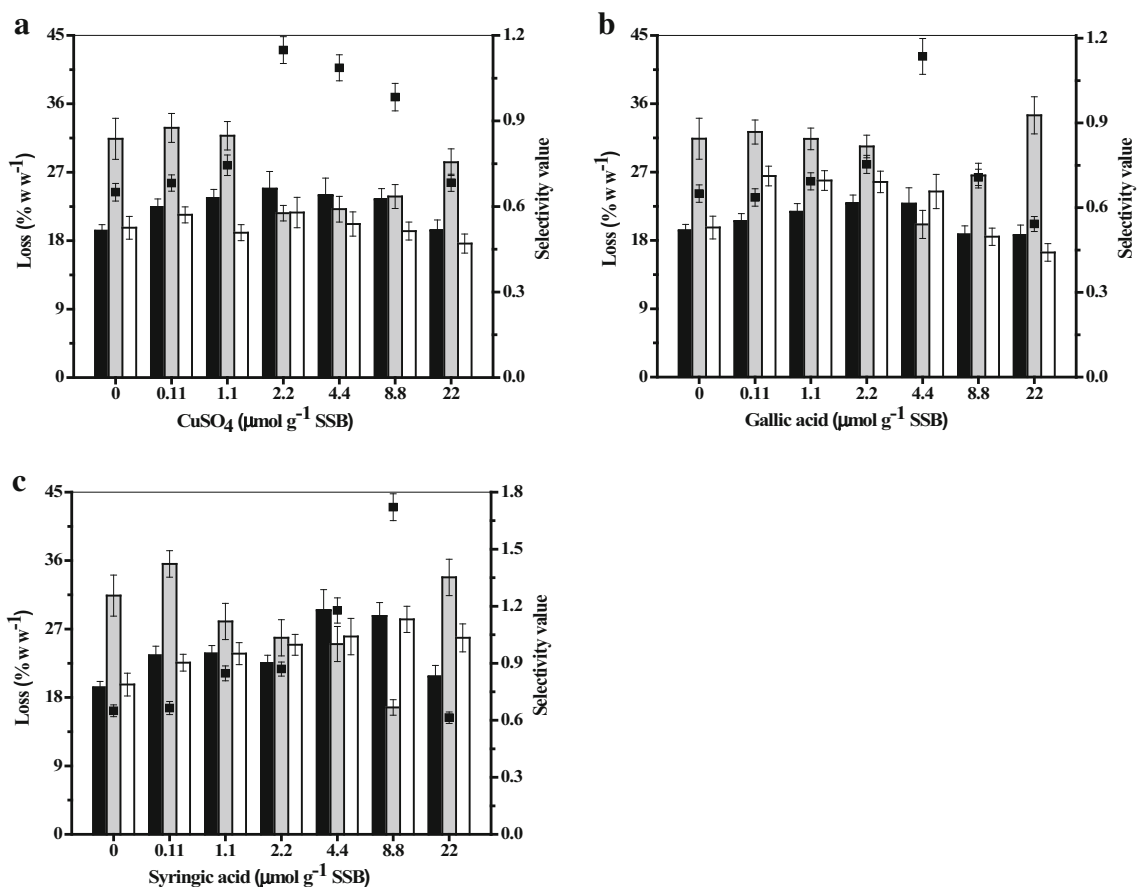 a
45
36
27
18
9
0
Loss (% w w⁻¹)
1.2
0.9
0.6
0.3
0.0
Selectivity value
0 0.11 1.1 2.2 4.4 8.8 22
CuSO₄ (μmol g⁻¹ SSB)
b
45
36
27
18
9
0
Loss (% w w⁻¹)
1.2
0.9
0.6
0.3
0.0
Selectivity value
0 0.11 1.1 2.2 4.4 8.8 22
Gallic acid (μmol g⁻¹ SSB)
c
45
36
27
18
9
0
Loss (% w w⁻¹)
1.8
1.5
1.2
0.9
0.6
0.3
0.0
Selectivity value
0 0.11 1.1 2.2 4.4 8.8 22
Syringic acid (μmol g⁻¹ SSB)